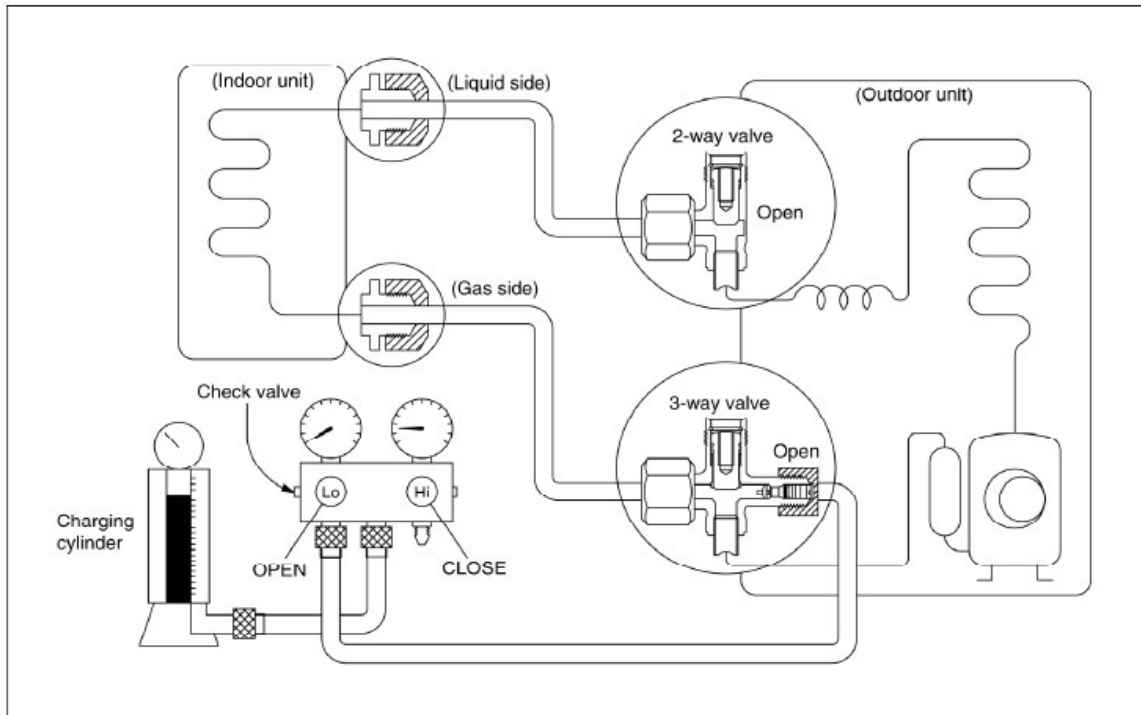 (Indoor unit)
(Liquid side)
(Outdoor unit)
2-way valve
Open
(Gas side)
Check valve
3-way valve
Open
Lo
Hi
Charging
cylinder
OPEN
CLOSE